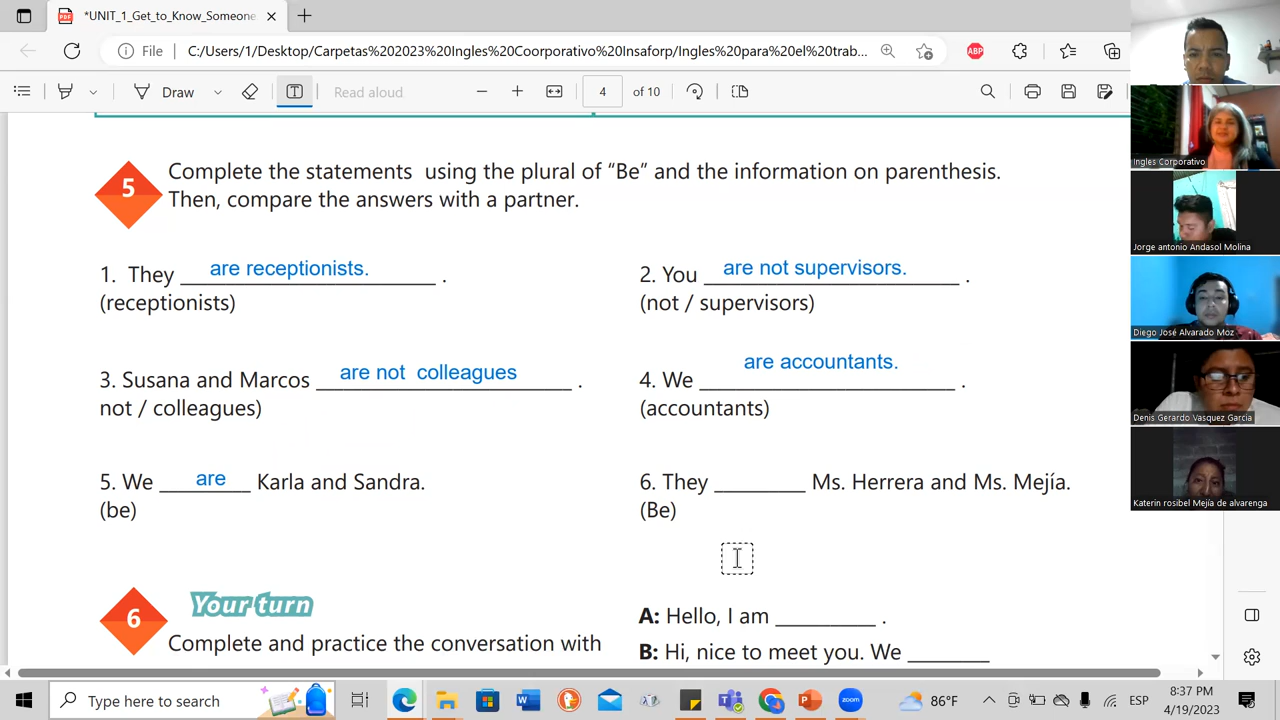 *UNIT_1_Get_to_Know_Someone
File
C:/Users/1/Desktop/Carpetas%202023%20Ingles%20Coorporativo%20Insaforp/Ingles%20para%20el%20trab...
Draw
Read aloud
4
of 10
ABP
5
Complete the statements using the plural of “Be” and the information on parenthesis.
Then, compare the answers with a partner.
1. They are receptionists. .
(receptionists)
2. You are not supervisors. .
(not / supervisors)
3. Susana and Marcos are not colleagues .
not / colleagues)
4. We are accountants. .
(accountants)
5. We are Karla and Sandra.
(be)
6. They ________ Ms. Herrera and Ms. Mejía.
(Be)
6
Your turn
Complete and practice the conversation with
A: Hello, I am _________ .
B: Hi, nice to meet you. We ________
Ingles Corporativo
Jorge antonio Andasol Molina
Diego José Alvarado Moz
Denis Gerardo Vasquez Garcia
Katerin rosibel Mejía de alvarenga
Type here to search
zoom
86°F
ESP
8:37 PM
4/19/2023